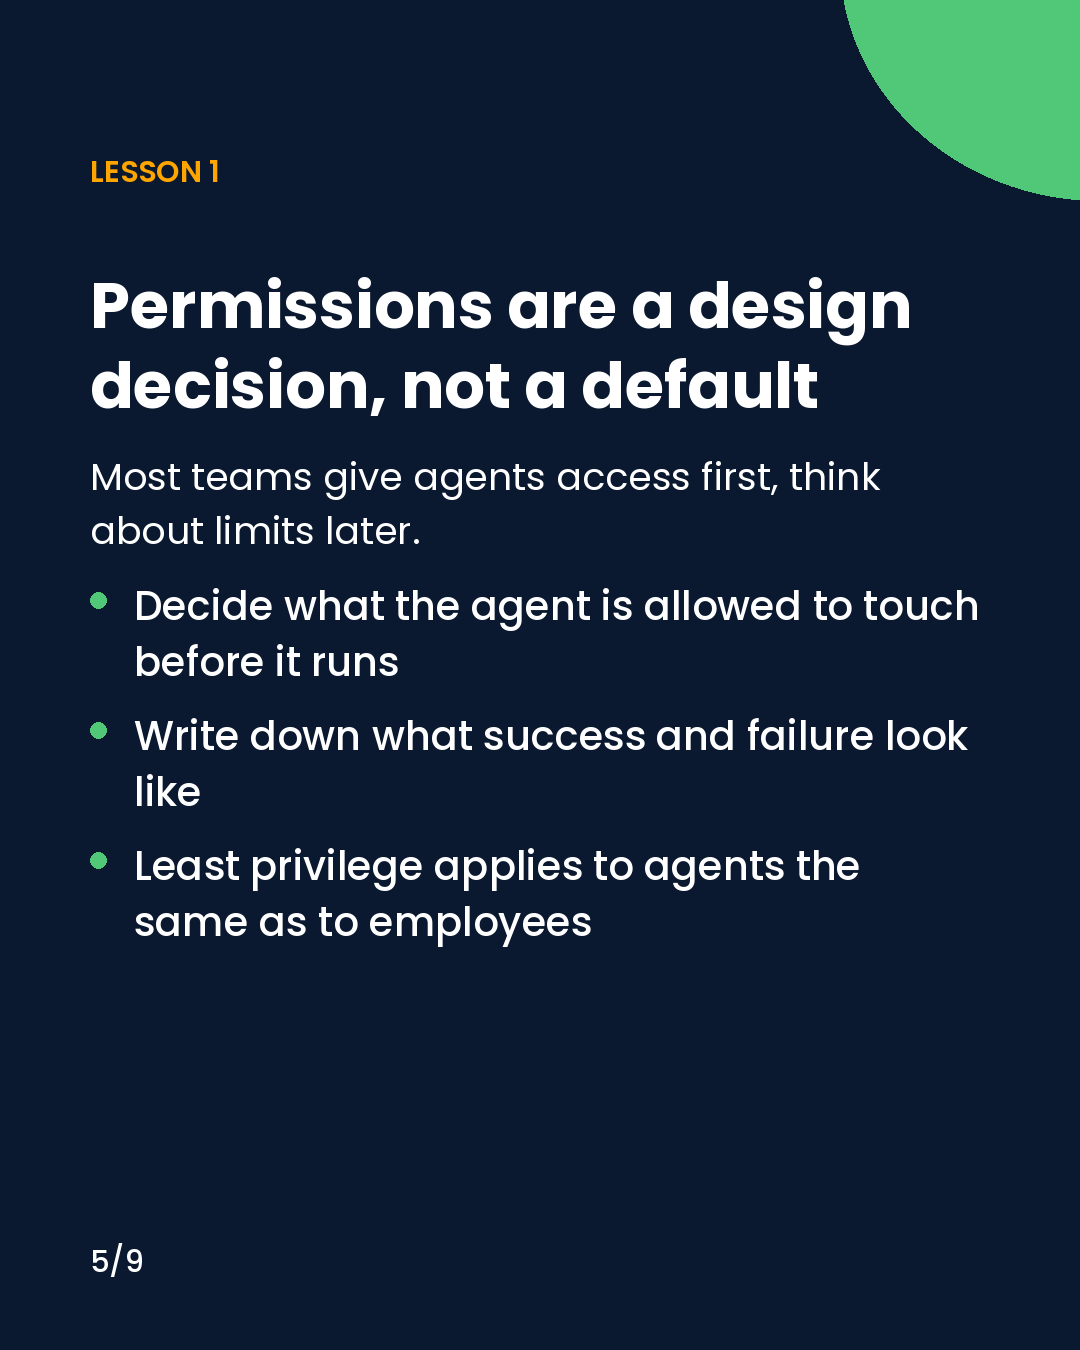 LESSON 1
Permissions are a design
decision, not a default
Most teams give agents access first, think
about limits later.
Decide what the agent is allowed to touch
before it runs
Write down what success and failure look
like
Least privilege applies to agents the
same as to employees
5/9